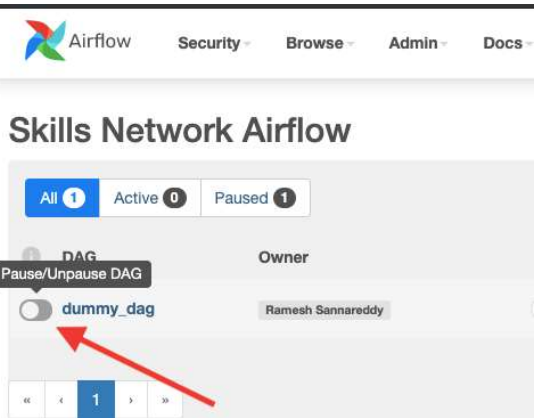 Airflow Security Browse Admin Docs
Skills Network Airflow
All 1 Active 0 Paused 1
DAG Owner
Pause/Unpause DAG
dummy_dag Ramesh Sannareddy
« ‹ 1 › »